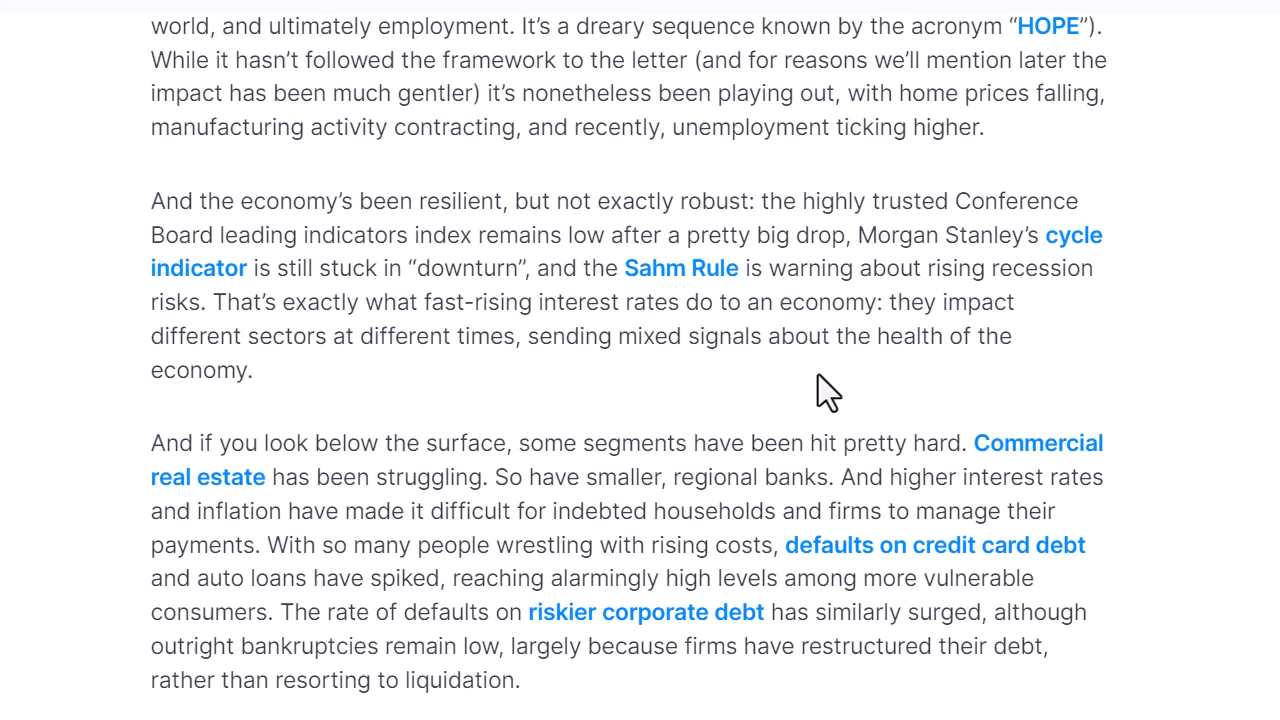 world, and ultimately employment. It’s a dreary sequence known by the acronym “HOPE”).
While it hasn’t followed the framework to the letter (and for reasons we’ll mention later the
impact has been much gentler) it’s nonetheless been playing out, with home prices falling,
manufacturing activity contracting, and recently, unemployment ticking higher.
And the economy’s been resilient, but not exactly robust: the highly trusted Conference
Board leading indicators index remains low after a pretty big drop, Morgan Stanley’s cycle
indicator is still stuck in “downturn”, and the Sahm Rule is warning about rising recession
risks. That’s exactly what fast-rising interest rates do to an economy: they impact
different sectors at different times, sending mixed signals about the health of the
economy.
And if you look below the surface, some segments have been hit pretty hard. Commercial
real estate has been struggling. So have smaller, regional banks. And higher interest rates
and inflation have made it difficult for indebted households and firms to manage their
payments. With so many people wrestling with rising costs, defaults on credit card debt
and auto loans have spiked, reaching alarmingly high levels among more vulnerable
consumers. The rate of defaults on riskier corporate debt has similarly surged, although
outright bankruptcies remain low, largely because firms have restructured their debt,
rather than resorting to liquidation.